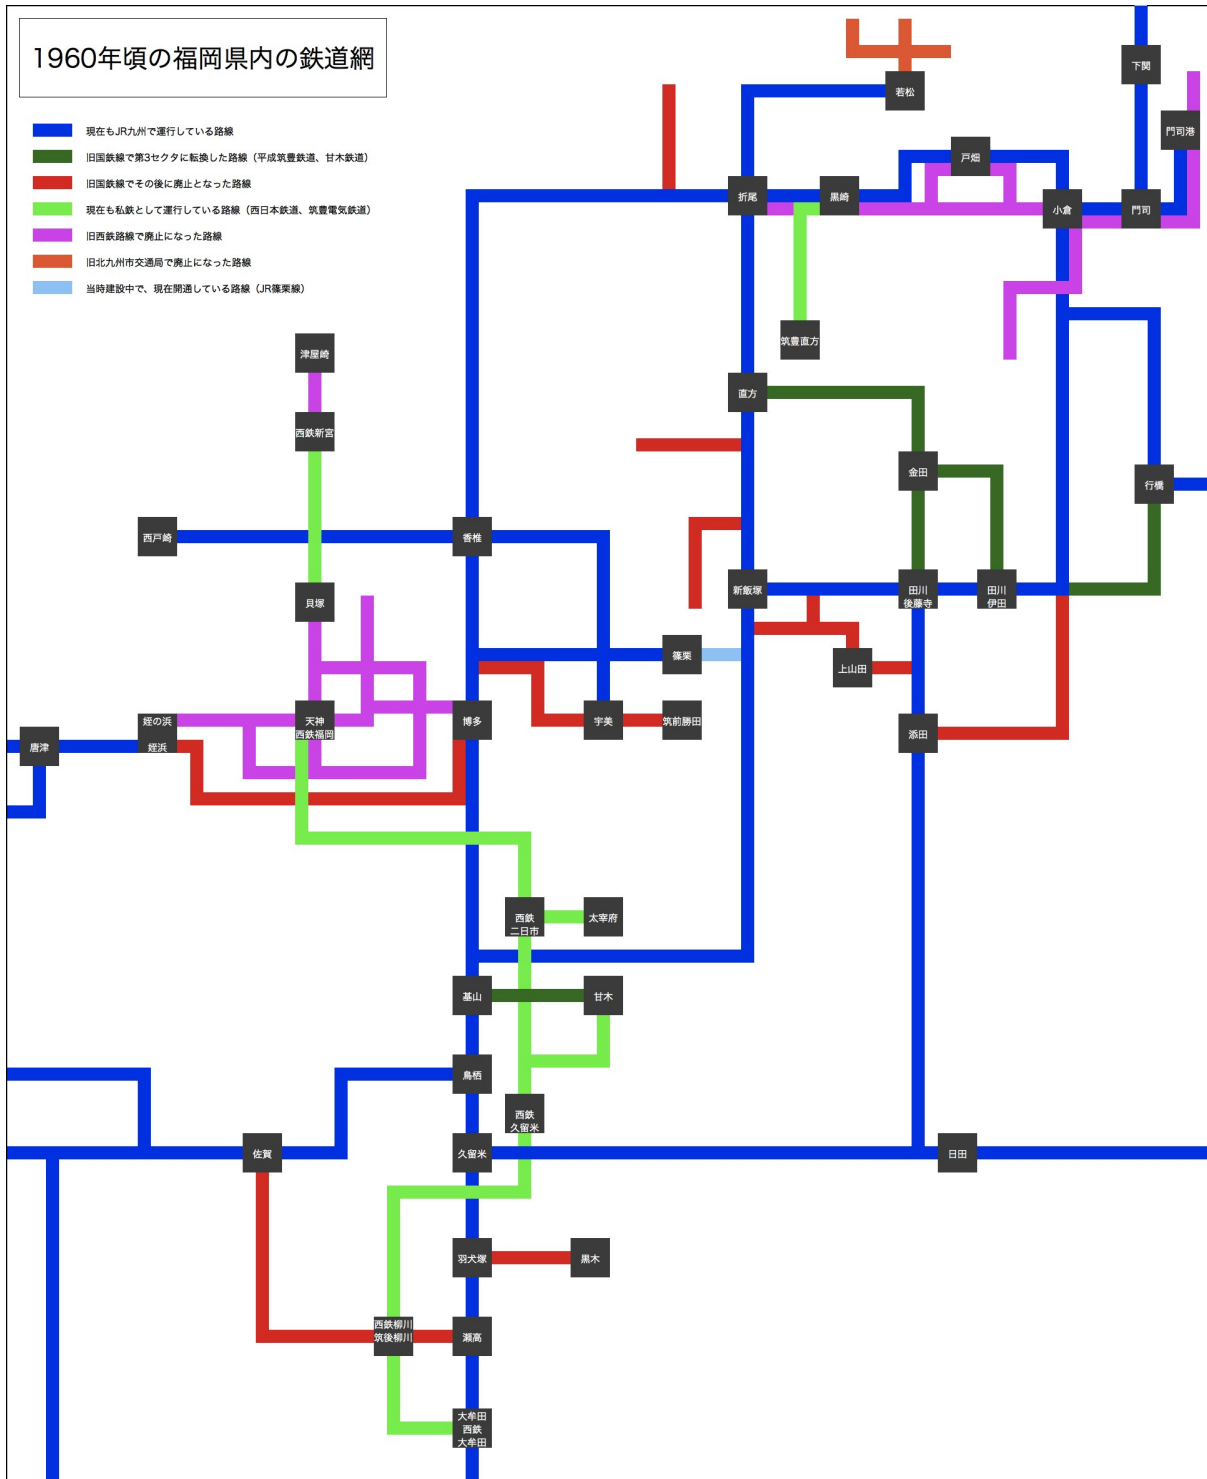 1960年頃の福岡県内の鉄道網
現在もJR九州で運行している路線
旧国鉄線で第3セクタに転換した路線（平成筑豊鉄道、甘木鉄道）
旧国鉄線でその後に廃止となった路線
現在も私鉄として運行している路線（西日本鉄道、筑豊電気鉄道）
旧西鉄路線で廃止になった路線
旧北九州市交通局で廃止になった路線
当時建設中で、現在開通している路線（JR篠栗線）
下関
若松
門司港
戸畑
折尾
黒崎
小倉
門司
筑豊直方
津屋崎
直方
西鉄新宮
金田
行橋
西戸崎
香椎
貝塚
新飯塚
田川
後藤寺
田川
伊田
篠栗
上山田
姪の浜
姪浜
天神
西鉄福岡
博多
宇美
筑前勝田
添田
唐津
西鉄
二日市
太宰府
基山
甘木
鳥栖
西鉄
久留米
佐賀
久留米
日田
羽犬塚
黒木
西鉄柳川
筑後柳川
瀬高
大牟田
西鉄
大牟田